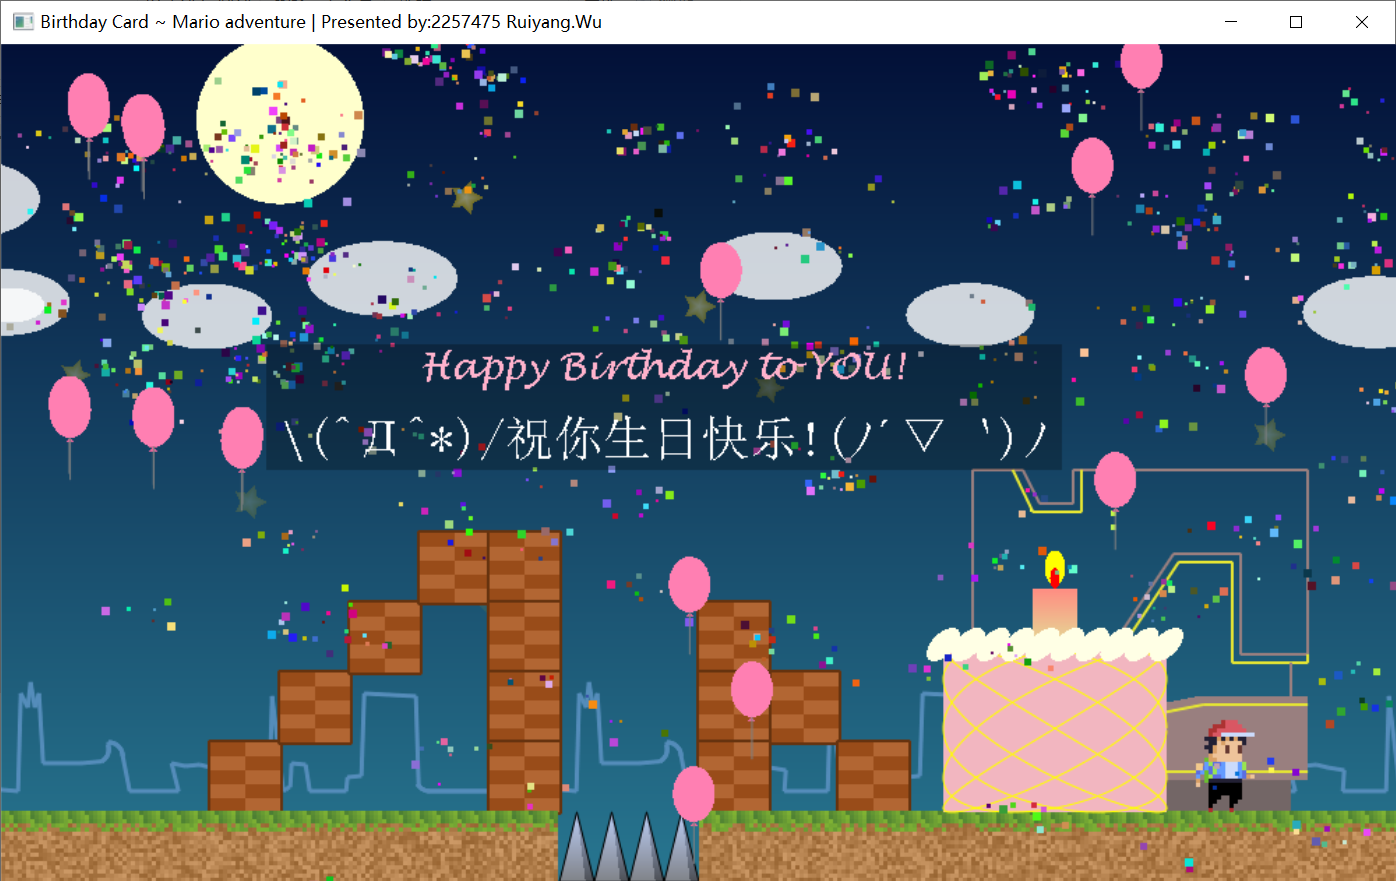 Birthday Card ~ Mario adventure | Presented by:2257475 Ruiyang.Wu
Happy Birthday to YOU!
\(^Д^*)/祝你生日快乐!(ﾉ´▽｀)ﾉ